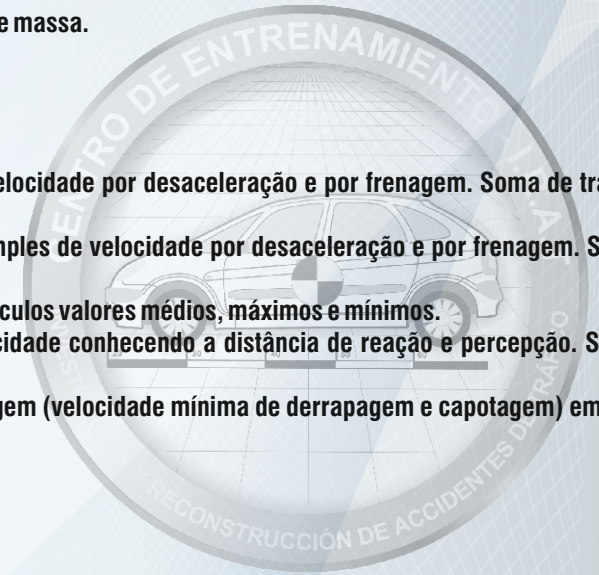 e massa.
elocidade por desaceleração e por frenagem. Soma de tra
mples de velocidade por desaceleração e por frenagem. S
culos valores médios, máximos e mínimos.
cidade conhecendo a distância de reação e percepção. S
gem (velocidade mínima de derrapagem e capotagem) em
CENTRO DE ENTRENAMIENTO I.R.A.T
Y RECONSTRUCCIÓN DE ACCIDENTES DE TRÁFICO